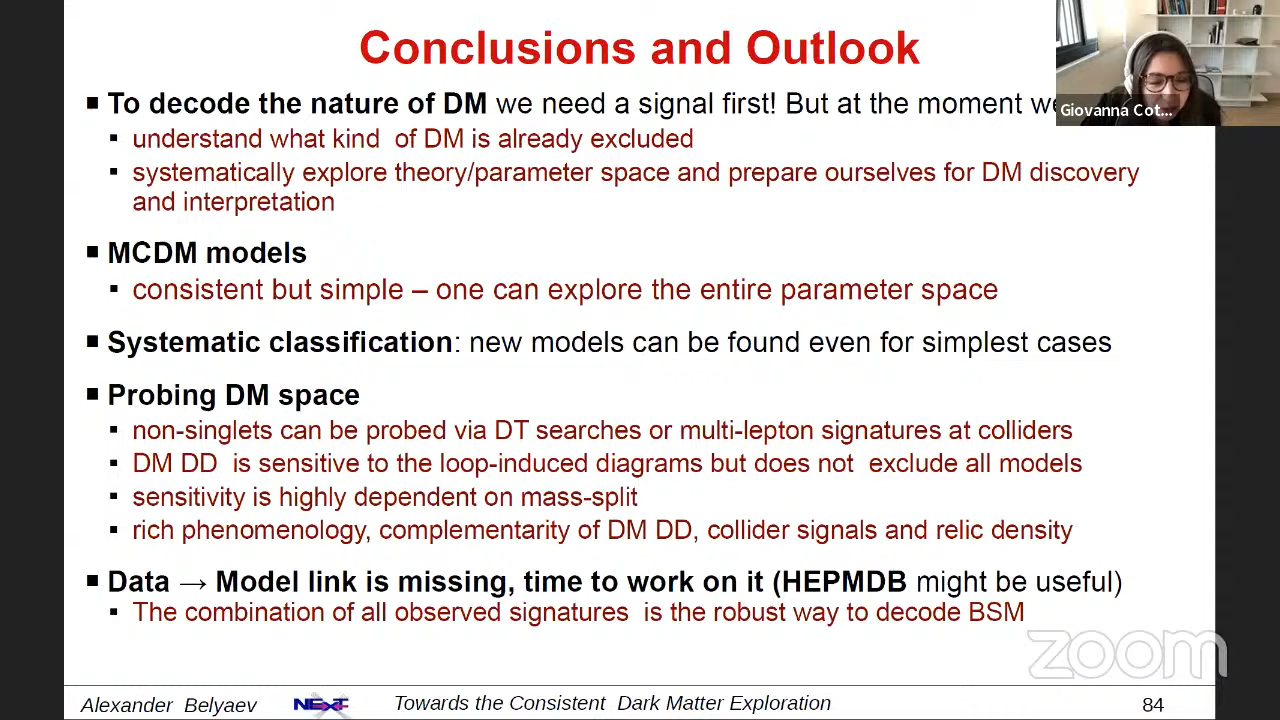 Conclusions and Outlook
Giovanna Cot...
▪ To decode the nature of DM we need a signal first! But at the moment we
▪ understand what kind of DM is already excluded
▪ systematically explore theory/parameter space and prepare ourselves for DM discovery
and interpretation
▪ MCDM models
▪ consistent but simple – one can explore the entire parameter space
▪ Systematic classification: new models can be found even for simplest cases
▪ Probing DM space
▪ non-singlets can be probed via DT searches or multi-lepton signatures at colliders
▪ DM DD is sensitive to the loop-induced diagrams but does not exclude all models
▪ sensitivity is highly dependent on mass-split
▪ rich phenomenology, complementarity of DM DD, collider signals and relic density
▪ Data → Model link is missing, time to work on it (HEPMDB might be useful)
▪ The combination of all observed signatures is the robust way to decode BSM
zoom
Alexander Belyaev NEXT Towards the Consistent Dark Matter Exploration 84